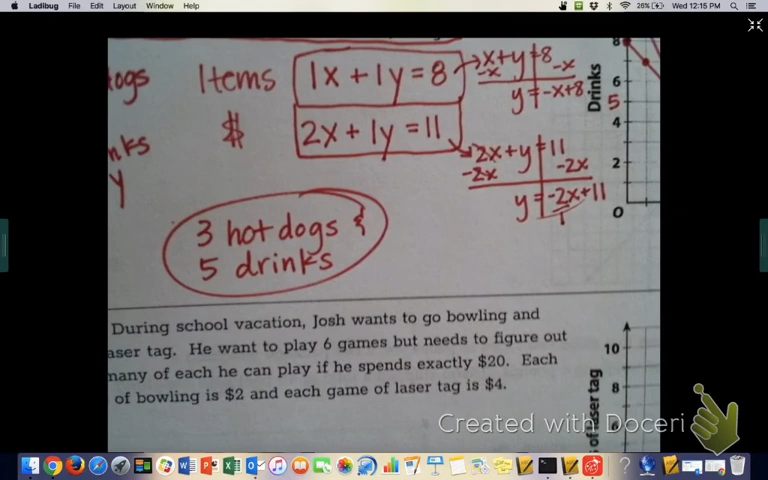 Ladibug File Edit Layout Window Help 26% Wed 12:15 PM
ogs Items 1x + 1y = 8
x + y = 8
-x -x
y = -x + 8
nks $ 2x + 1y = 11
y
2x + y = 11
-2x -2x
y = -2x + 11
1
3 hot dogs &
5 drinks
Drinks
8
6
5
4
2
0
During school vacation, Josh wants to go bowling and
aser tag. He want to play 6 games but needs to figure out
many of each he can play if he spends exactly $20. Each
of bowling is $2 and each game of laser tag is $4.
10
8
of laser tag
Created with Doceri